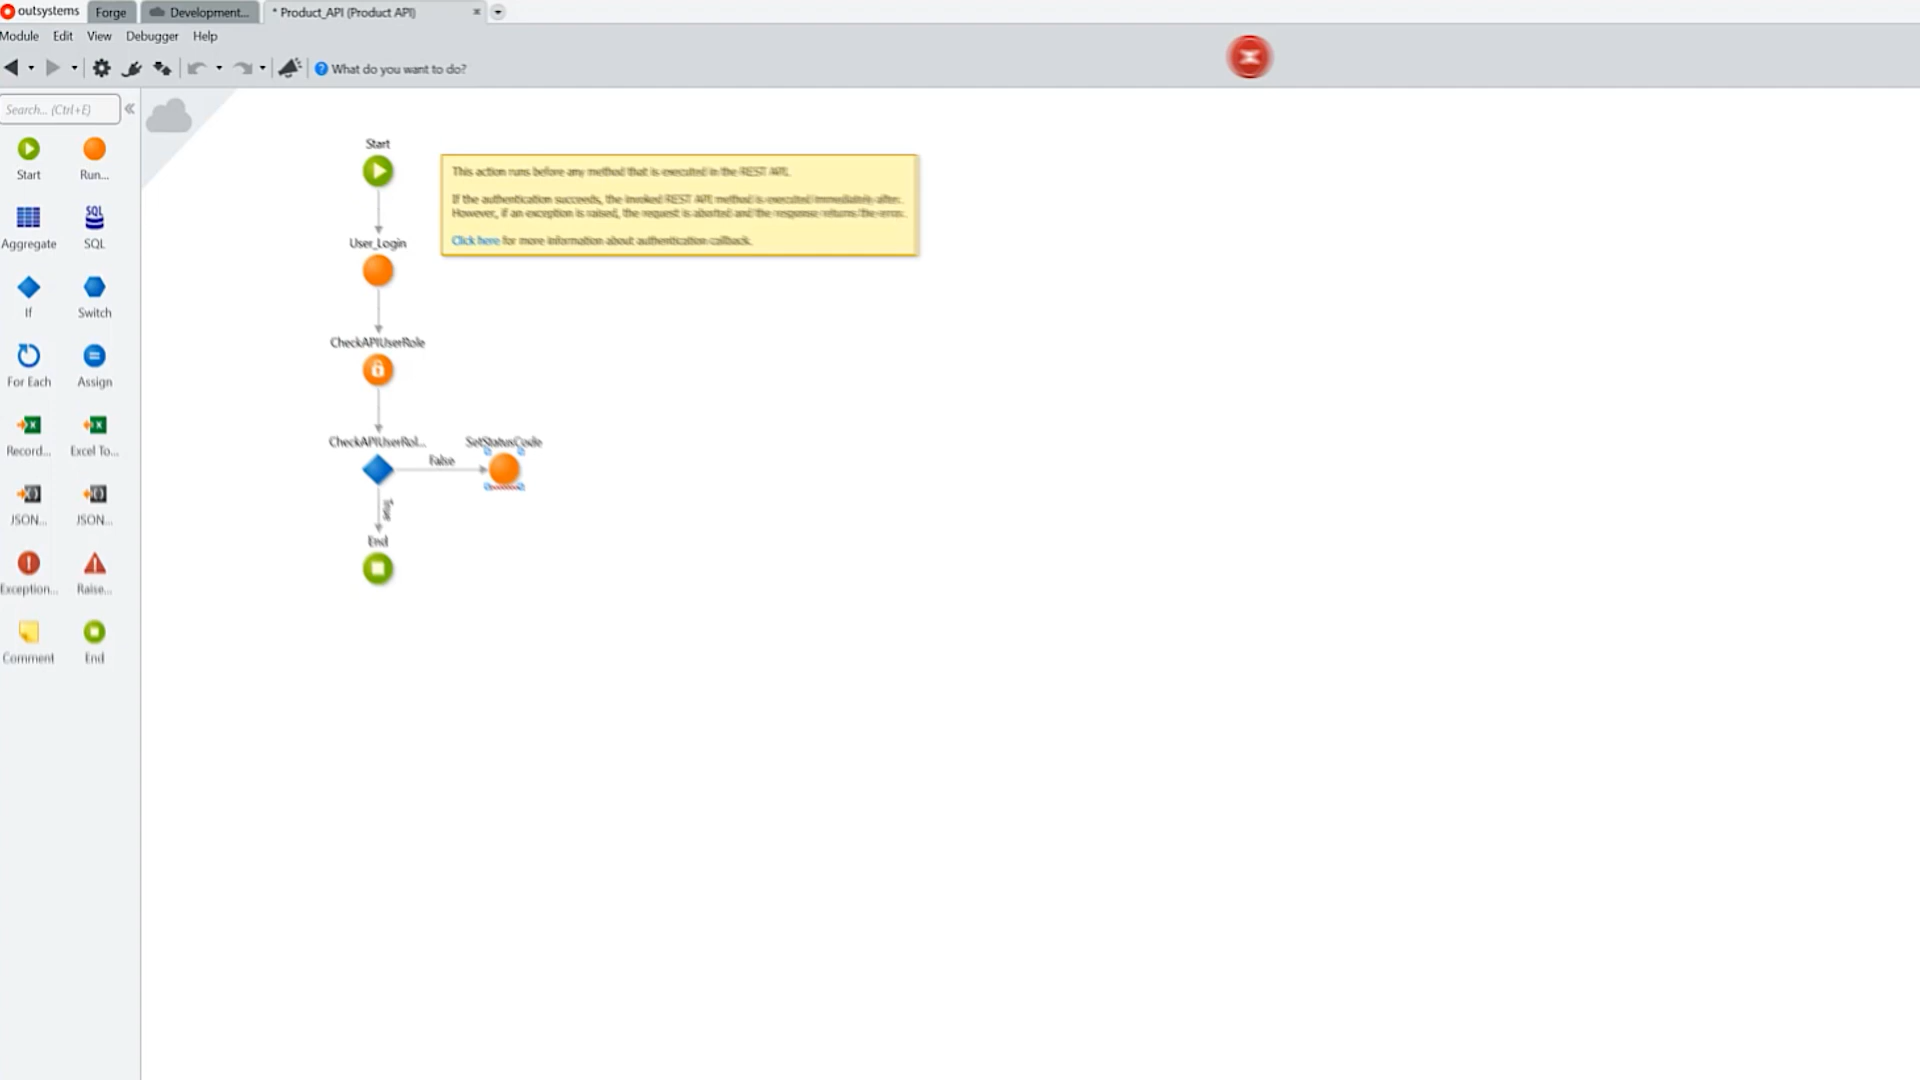 outsystems
Forge
Development...
* Product_API (Product API)
Module Edit View Debugger Help
What do you want to do?
Search... (Ctrl+E)
Start
Run...
Aggregate
SQL
SQL
If
Switch
For Each
Assign
Record...
Excel To...
JSON...
JSON...
Exception...
Raise...
Comment
End
Start
This action runs before any method that is executed in the REST API.
If the authentication succeeds, the invoked REST API method is executed immediately after.
However, if an exception is raised, the request is aborted and the response returns the error.
Click here for more information about authentication callback.
User_Login
CheckAPIUserRole
CheckAPIUserRol...
SetStatusCode
False
True
End